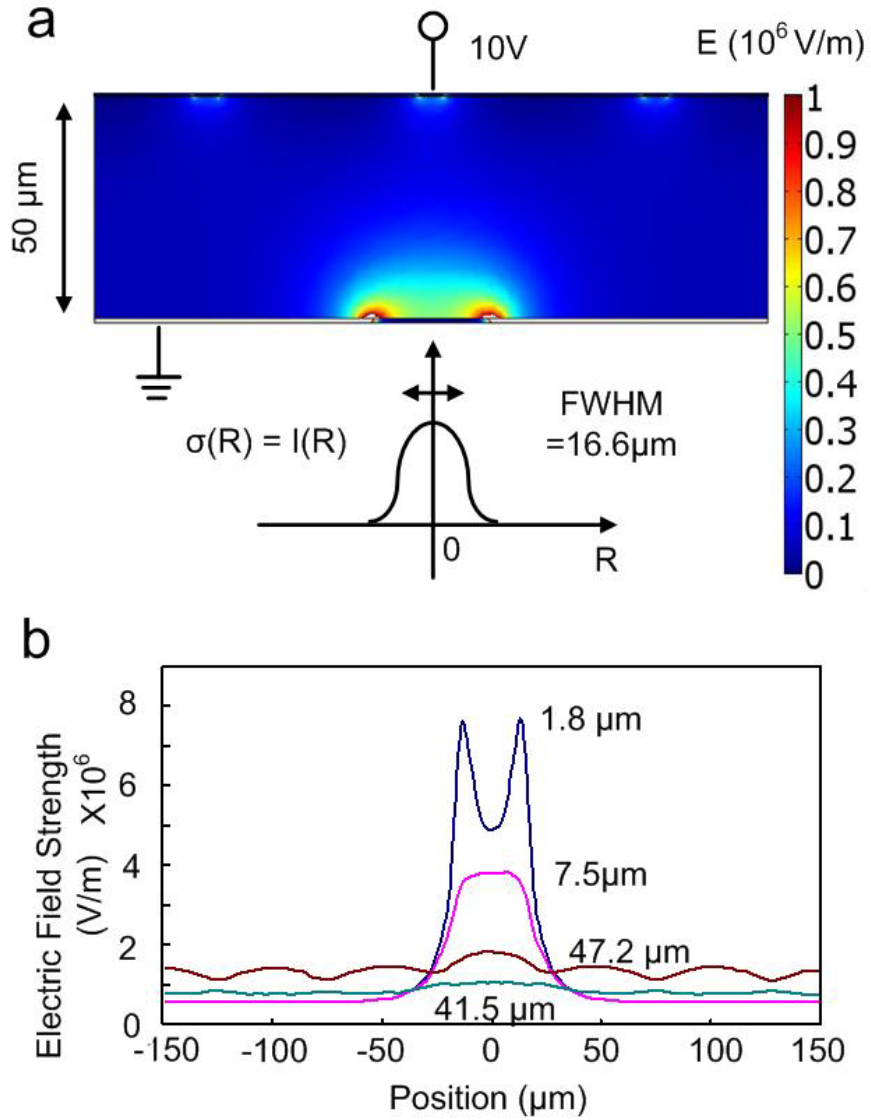 a
10V
E (10⁶ V/m)
50 µm
1
0.9
0.8
0.7
0.6
0.5
0.4
0.3
0.2
0.1
0
σ(R) = I(R)
FWHM
=16.6µm
0
R
b
Electric Field Strength
(V/m) X10⁶
8
6
4
2
0
1.8 µm
7.5µm
47.2 µm
41.5 µm
-150
-100
-50
0
50
100
150
Position (µm)